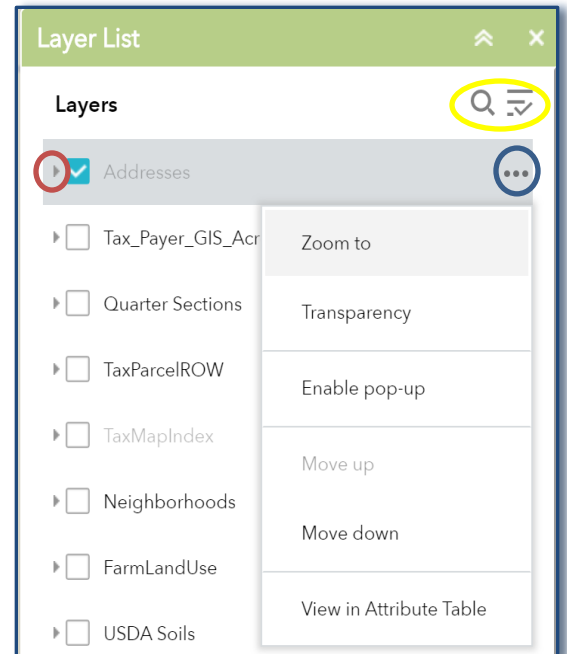 Layer List
Layers
Addresses
Tax_Payer_GIS_Acr
Zoom to
Quarter Sections
Transparency
TaxParcelROW
Enable pop-up
TaxMapIndex
Move up
Neighborhoods
Move down
FarmLandUse
View in Attribute Table
USDA Soils